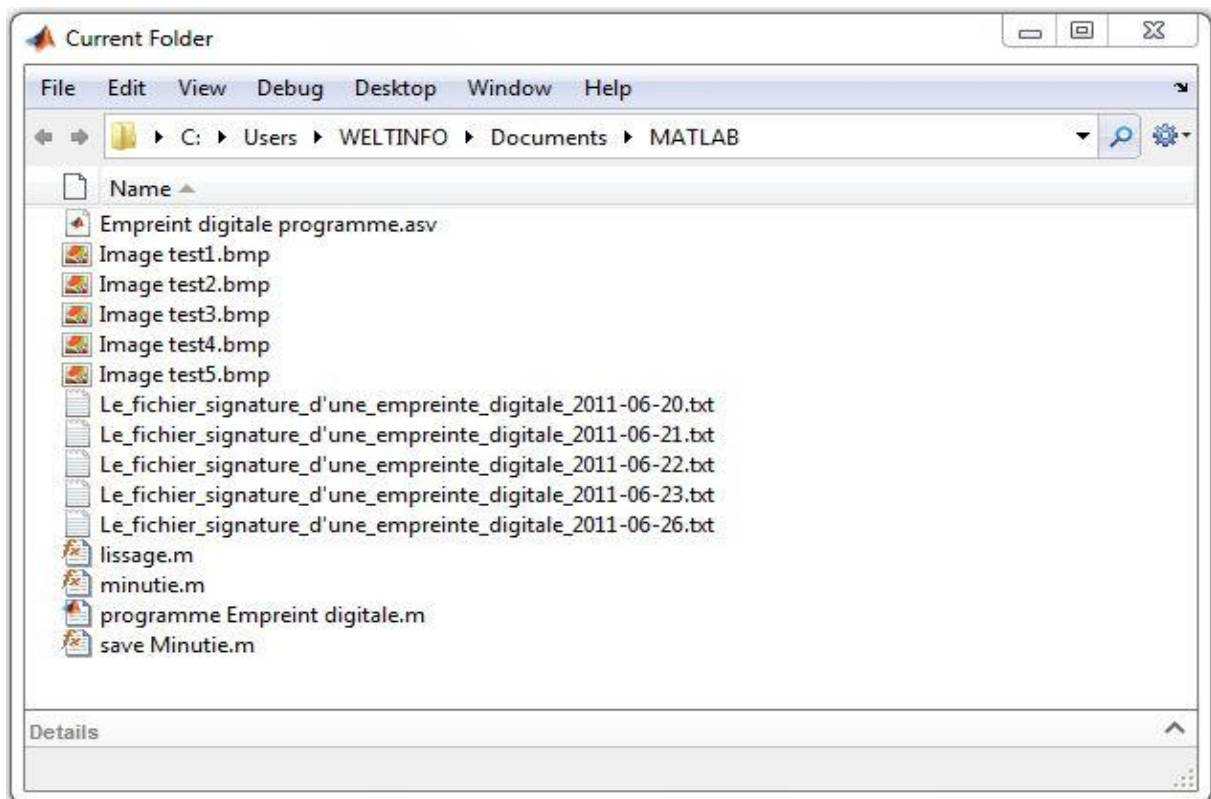 Current Folder
File Edit View Debug Desktop Window Help
C: Users WELTINFO Documents MATLAB
Name
Empreint digitale programme.asv
Image test1.bmp
Image test2.bmp
Image test3.bmp
Image test4.bmp
Image test5.bmp
Le_fichier_signature_d'une_empreinte_digitale_2011-06-20.txt
Le_fichier_signature_d'une_empreinte_digitale_2011-06-21.txt
Le_fichier_signature_d'une_empreinte_digitale_2011-06-22.txt
Le_fichier_signature_d'une_empreinte_digitale_2011-06-23.txt
Le_fichier_signature_d'une_empreinte_digitale_2011-06-26.txt
lissage.m
minutie.m
programme Empreint digitale.m
save Minutie.m
Details